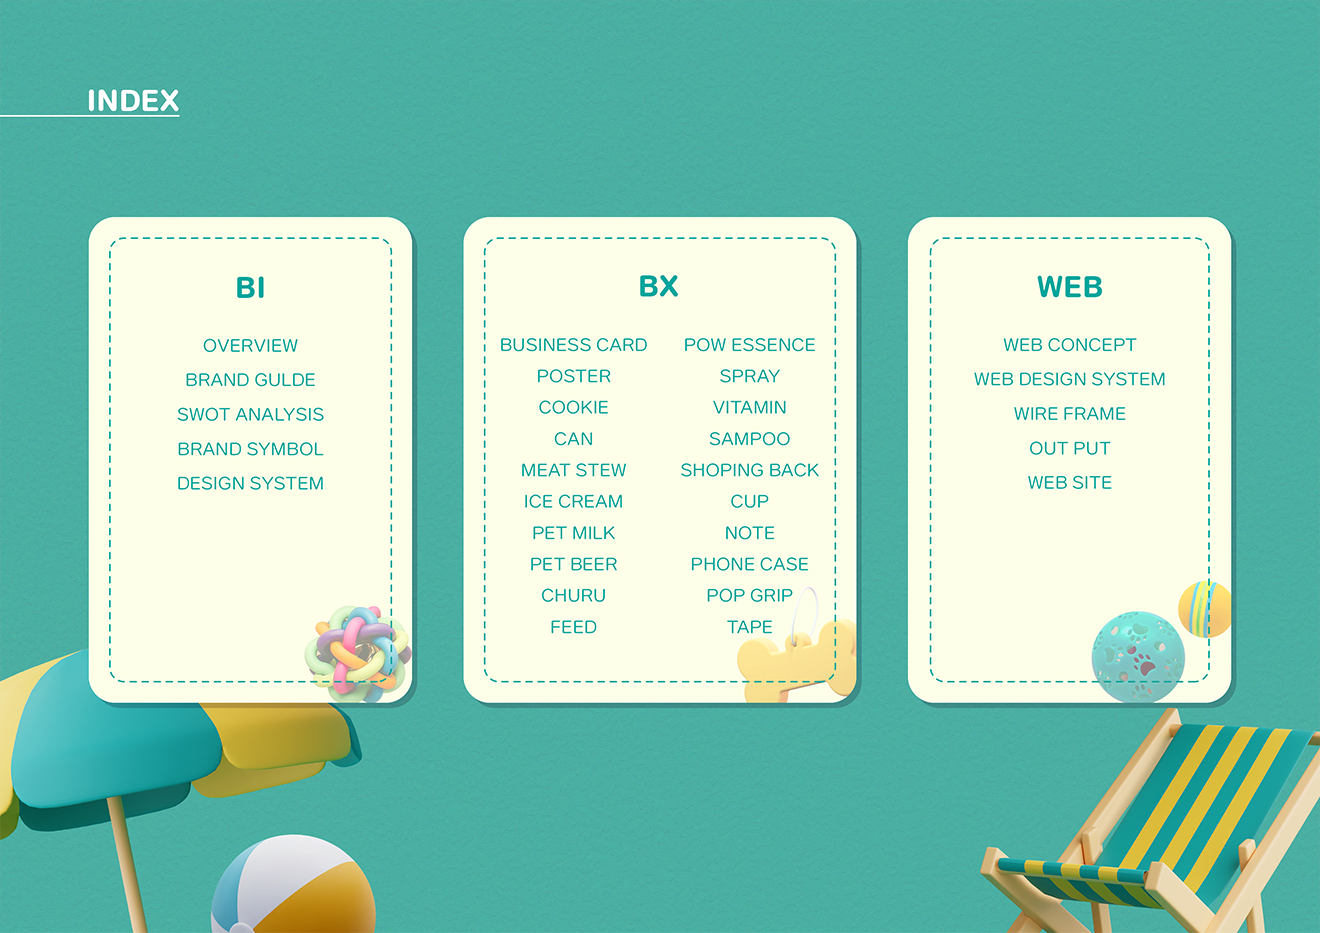 INDEX
BI
OVERVIEW
BRAND GULDE
SWOT ANALYSIS
BRAND SYMBOL
DESIGN SYSTEM
BX
BUSINESS CARD
POSTER
COOKIE
CAN
MEAT STEW
ICE CREAM
PET MILK
PET BEER
CHURU
FEED
POW ESSENCE
SPRAY
VITAMIN
SAMPOO
SHOPING BACK
CUP
NOTE
PHONE CASE
POP GRIP
TAPE
WEB
WEB CONCEPT
WEB DESIGN SYSTEM
WIRE FRAME
OUT PUT
WEB SITE